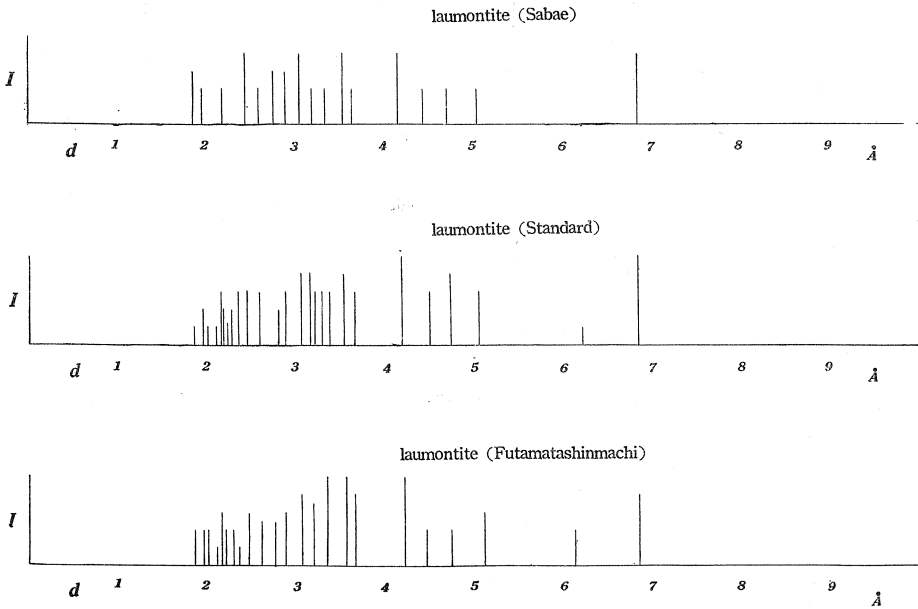 laumontite (Sabae)
I
d 1 2 3 4 5 6 7 8 9 Å
laumontite (Standard)
I
d 1 2 3 4 5 6 7 8 9 Å
laumontite (Futamatashinmachi)
I
d 1 2 3 4 5 6 7 8 9 Å